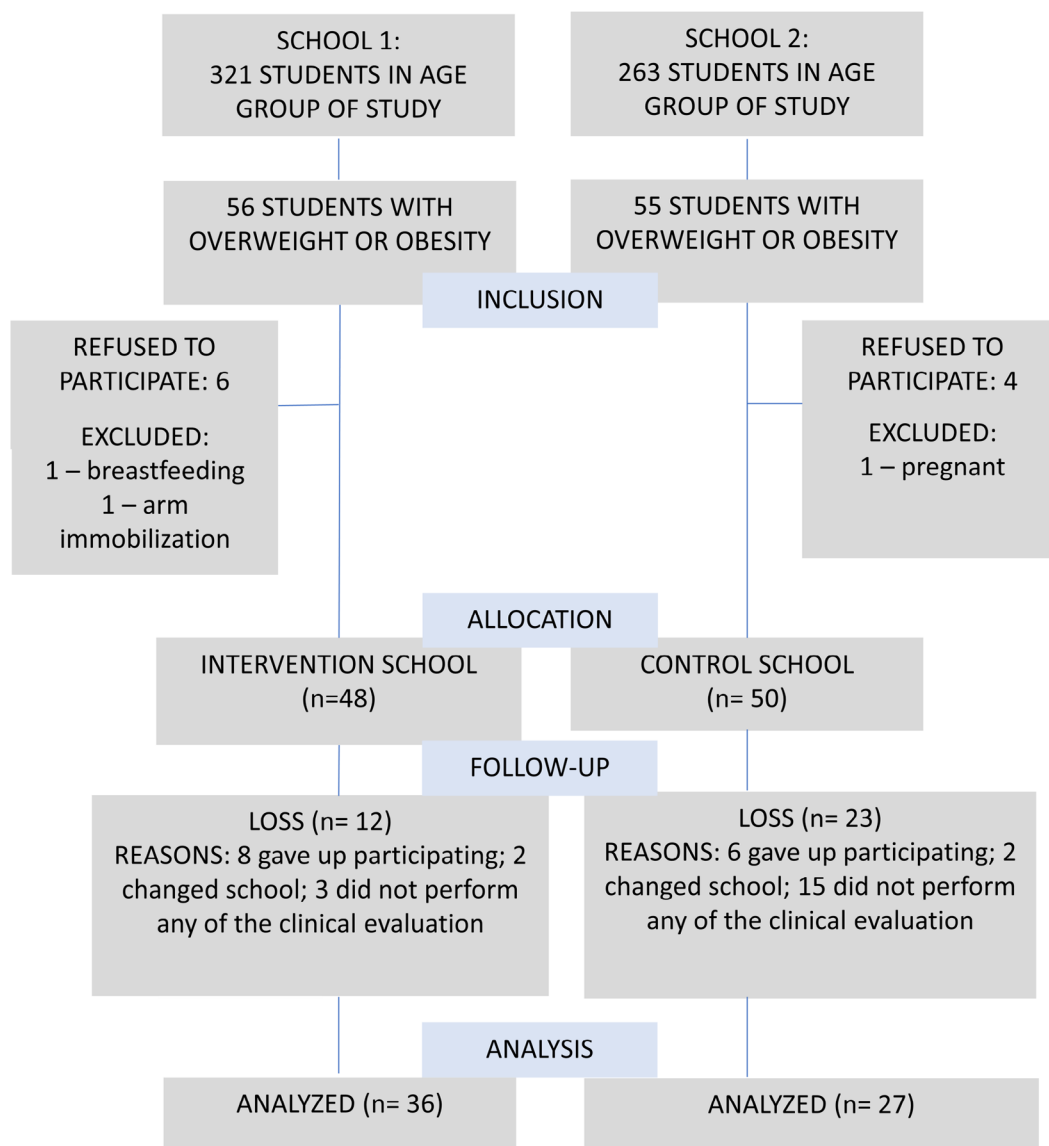 SCHOOL 1:
321 STUDENTS IN AGE
GROUP OF STUDY
SCHOOL 2:
263 STUDENTS IN AGE
GROUP OF STUDY
56 STUDENTS WITH
OVERWEIGHT OR OBESITY
55 STUDENTS WITH
OVERWEIGHT OR OBESITY
INCLUSION
REFUSED TO
PARTICIPATE: 6
EXCLUDED:
1 – breastfeeding
1 – arm
immobilization
REFUSED TO
PARTICIPATE: 4
EXCLUDED:
1 – pregnant
ALLOCATION
INTERVENTION SCHOOL
(n=48)
CONTROL SCHOOL
(n= 50)
FOLLOW-UP
LOSS (n= 12)
REASONS: 8 gave up participating; 2
changed school; 3 did not perform
any of the clinical evaluation
LOSS (n= 23)
REASONS: 6 gave up participating; 2
changed school; 15 did not perform
any of the clinical evaluation
ANALYSIS
ANALYZED (n= 36)
ANALYZED (n= 27)